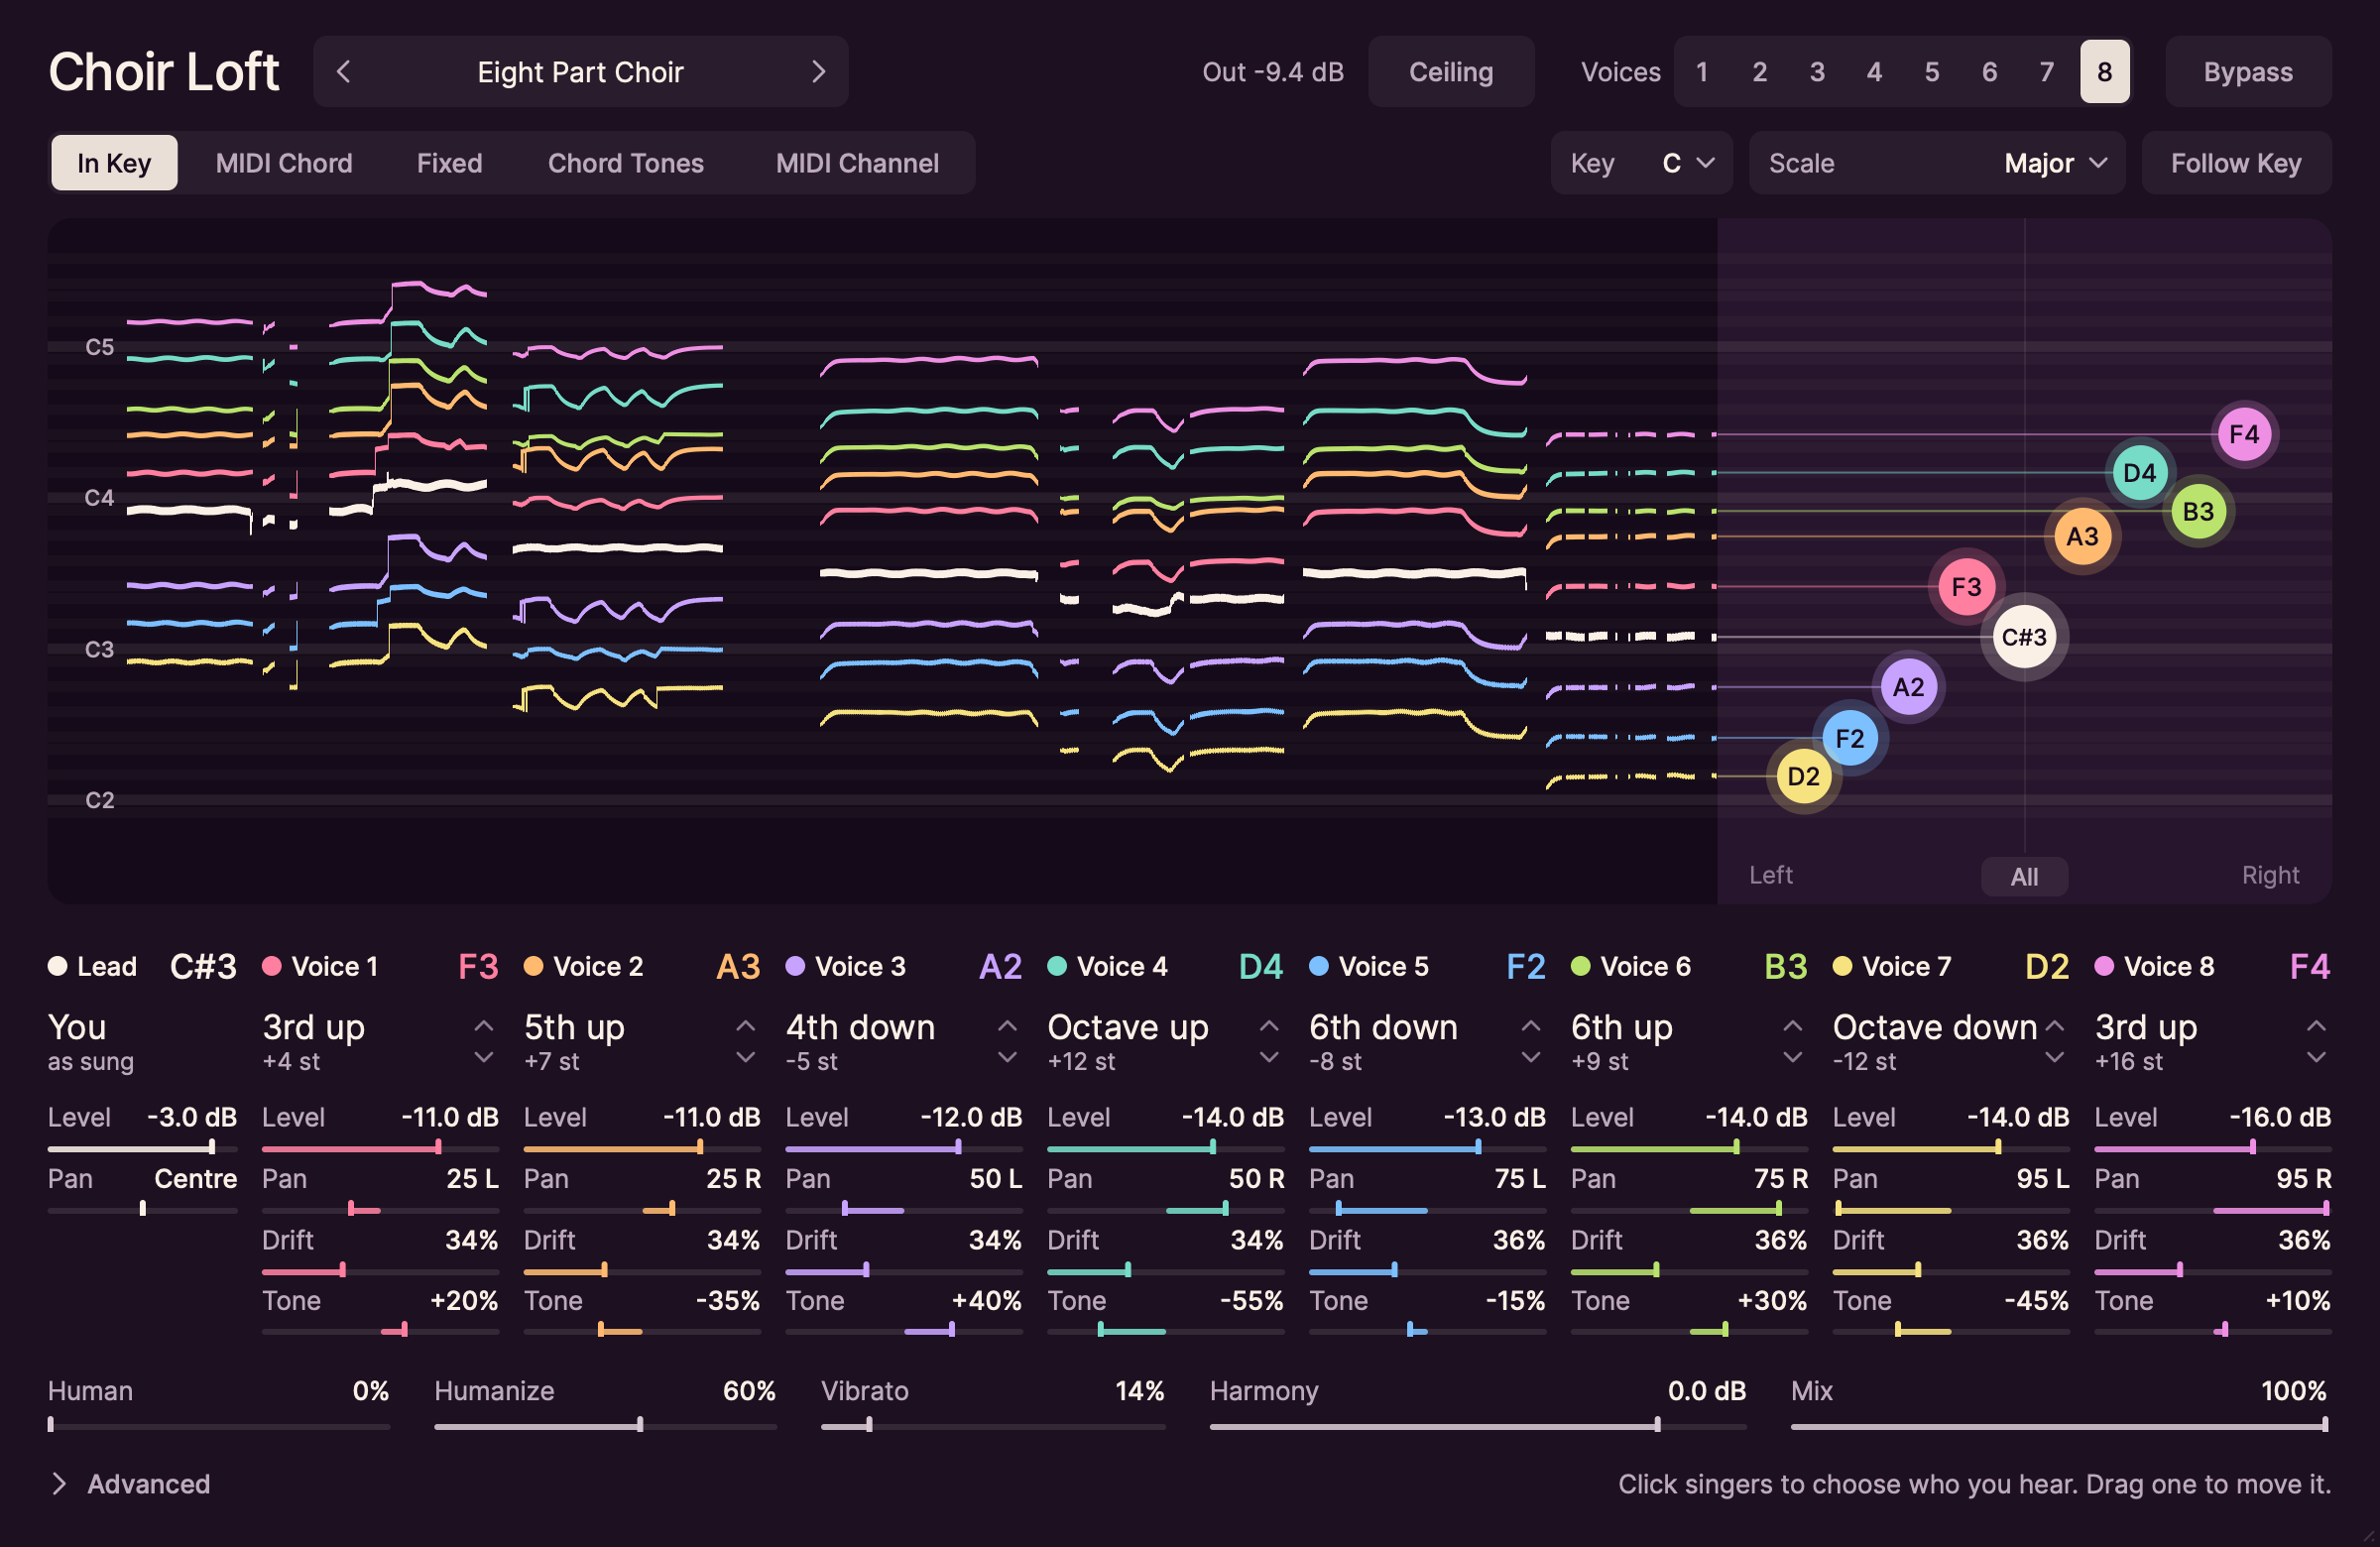 Choir Loft
Eight Part Choir
Out -9.4 dB
Ceiling
Voices 1 2 3 4 5 6 7 8
Bypass
In Key
MIDI Chord
Fixed
Chord Tones
MIDI Channel
Key C
Scale Major
Follow Key
C5
C4
C3
C2
F4
D4
B3
A3
F3
C#3
A2
F2
D2
Left
All
Right
Lead C#3
You
as sung
Level -3.0 dB
Pan Centre
Voice 1 F3
3rd up
+4 st
Level -11.0 dB
Pan 25 L
Drift 34%
Tone +20%
Voice 2 A3
5th up
+7 st
Level -11.0 dB
Pan 25 R
Drift 34%
Tone -35%
Voice 3 A2
4th down
-5 st
Level -12.0 dB
Pan 50 L
Drift 34%
Tone +40%
Voice 4 D4
Octave up
+12 st
Level -14.0 dB
Pan 50 R
Drift 34%
Tone -55%
Voice 5 F2
6th down
-8 st
Level -13.0 dB
Pan 75 L
Drift 36%
Tone -15%
Voice 6 B3
6th up
+9 st
Level -14.0 dB
Pan 75 R
Drift 36%
Tone +30%
Voice 7 D2
Octave down
-12 st
Level -14.0 dB
Pan 95 L
Drift 36%
Tone -45%
Voice 8 F4
3rd up
+16 st
Level -16.0 dB
Pan 95 R
Drift 36%
Tone +10%
Human 0%
Humanize 60%
Vibrato 14%
Harmony 0.0 dB
Mix 100%
Advanced
Click singers to choose who you hear. Drag one to move it.